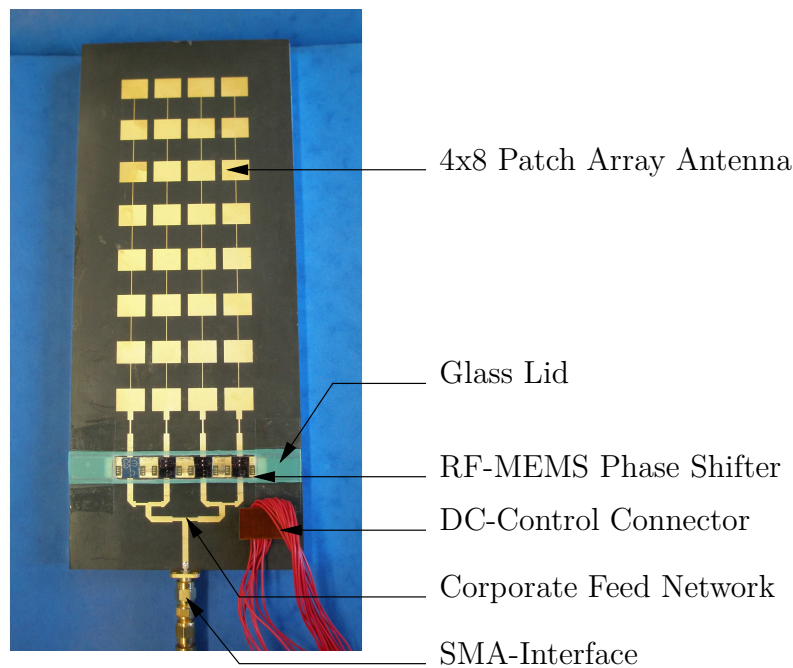 4x8 Patch Array Antenna
Glass Lid
RF-MEMS Phase Shifter
DC-Control Connector
Corporate Feed Network
SMA-Interface